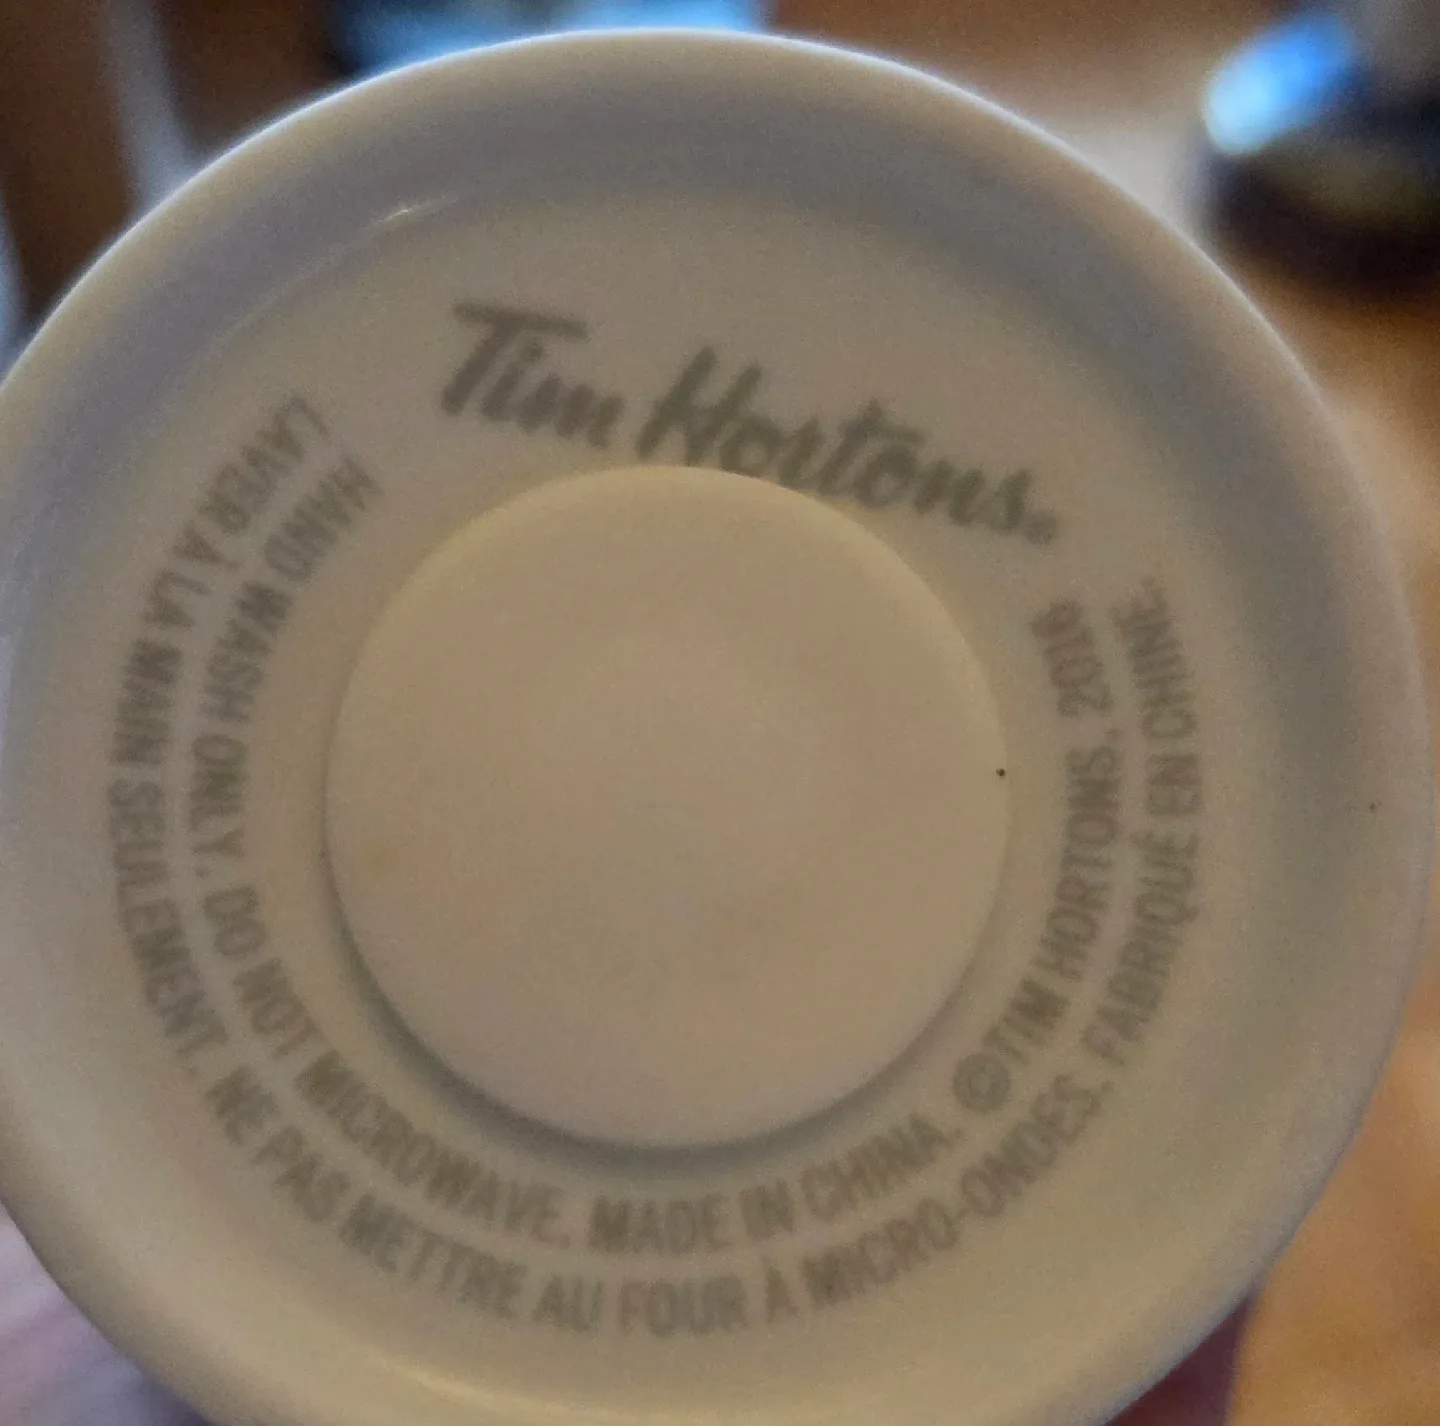 Tim Hortons.
HAND WASH ONLY. DO NOT MICROWAVE. MADE IN CHINA. ©TIM HORTONS, 2016
LAVER À LA MAIN SEULEMENT. NE PAS METTRE AU FOUR À MICRO-ONDES. FABRIQUÉ EN CHINE.